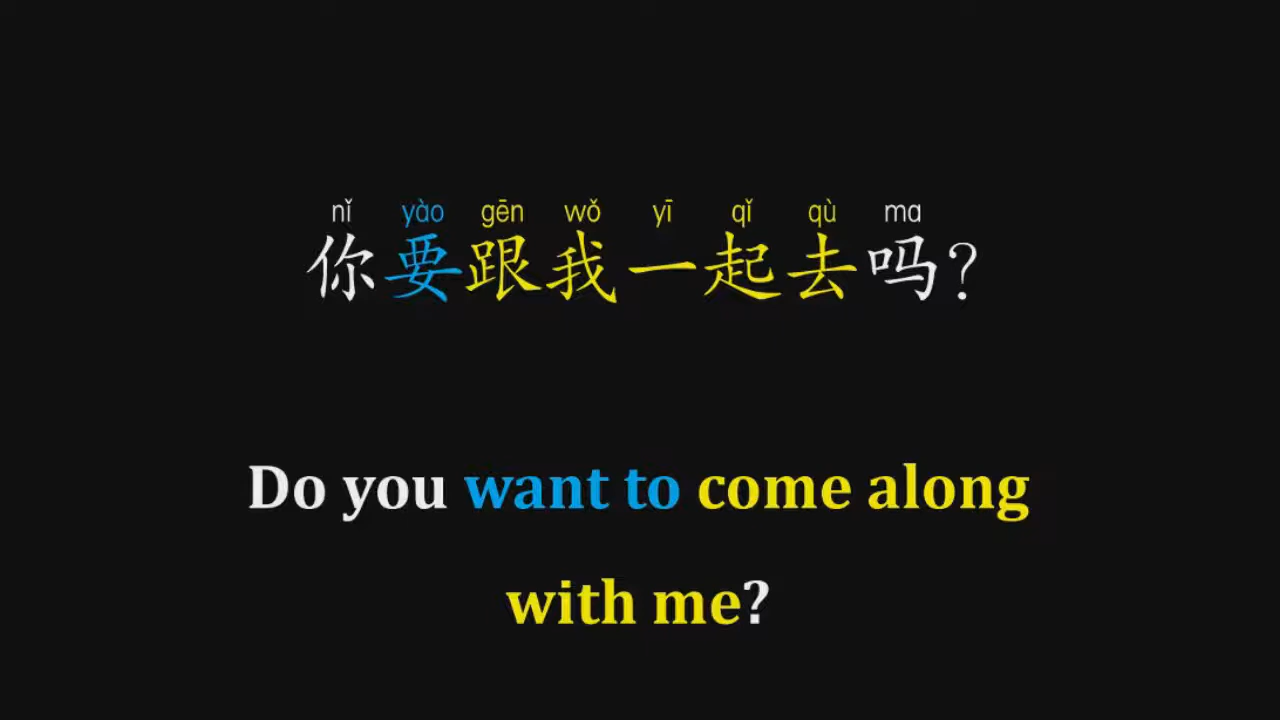 nǐ yào gēn wǒ yī qǐ qù ma
你要跟我一起去吗？
Do you want to come along
with me?